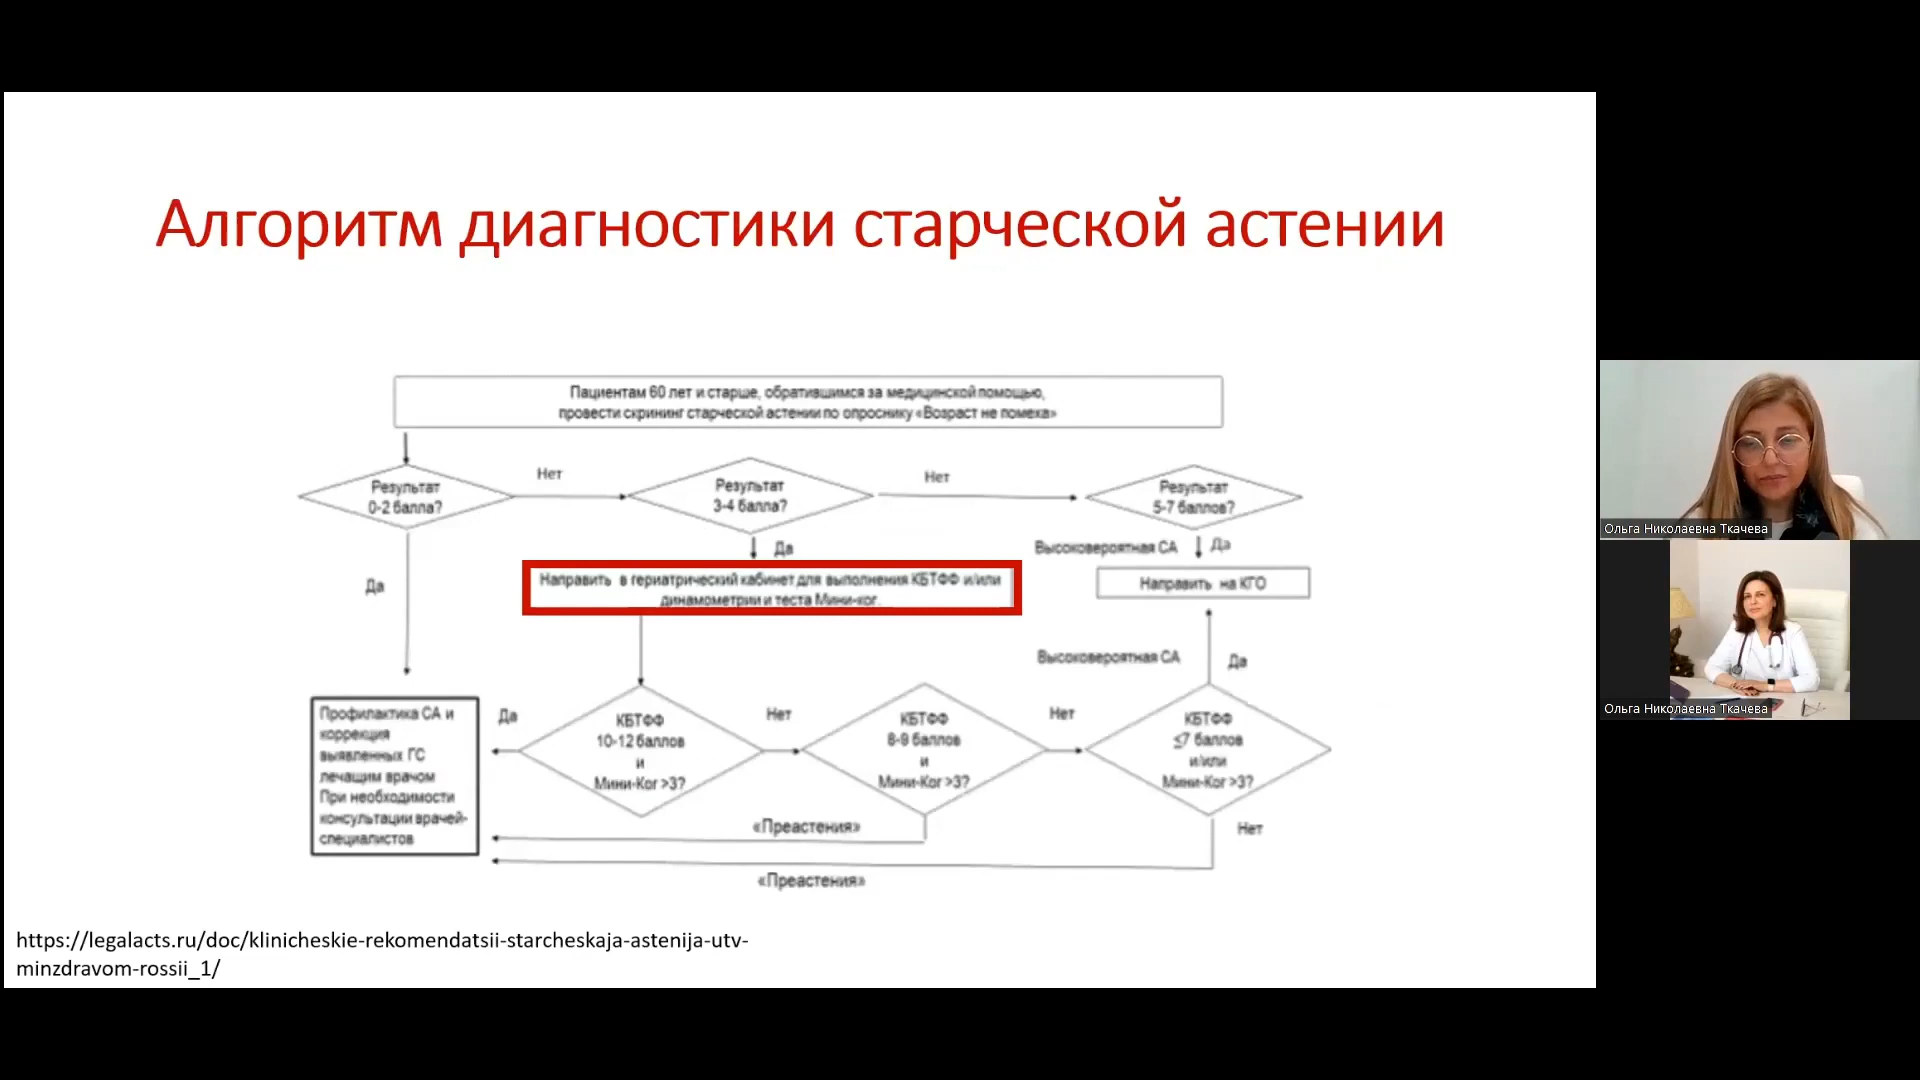 Алгоритм диагностики старческой астении
Пациентам 60 лет и старше, обратившимся за медицинской помощью,
провести скрининг старческой астении по опроснику «Возраст не помеха»
Результат
0-2 балла?
Нет
Результат
3-4 балла?
Нет
Результат
5-7 баллов?
Да
Да
Высоковероятная СА
Да
Направить в гериатрический кабинет для выполнения КБТФФ и/или
динамометрии и теста Мини-ког.
Направить на КГО
Высоковероятная СА
Да
Профилактика СА и
коррекция
выявленных ГС
лечащим врачом
При необходимости
консультации врачей-
специалистов
Да
КБТФФ
10-12 баллов
и
Мини-Ког >3?
Нет
КБТФФ
8-9 баллов
и
Мини-Ког >3?
Нет
КБТФФ
≤7 баллов
и/или
Мини-Ког >3?
«Преастения»
Нет
«Преастения»
https://legalacts.ru/doc/klinicheskie-rekomendatsii-starcheskaja-astenija-utv-
minzdravom-rossii_1/
Ольга Николаевна Ткачева
Ольга Николаевна Ткачева